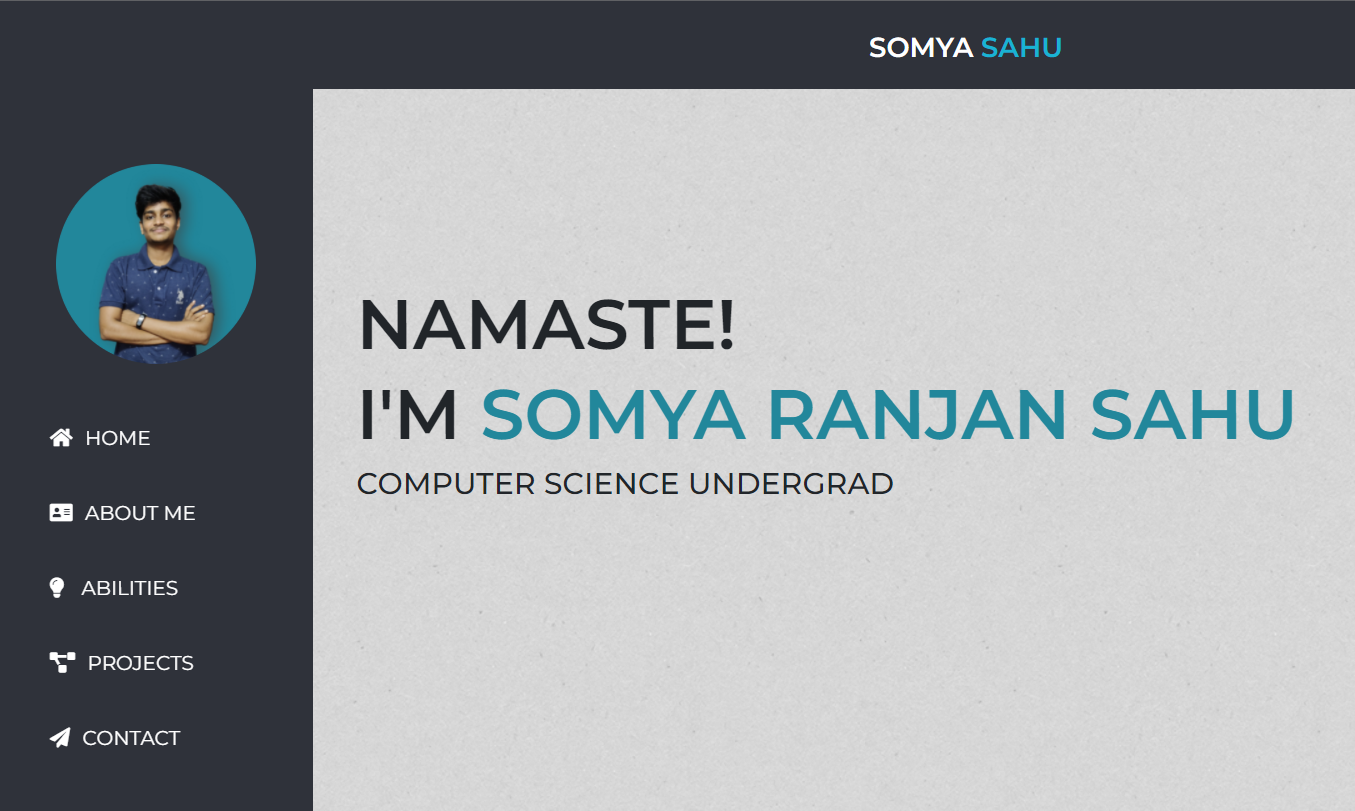 SOMYA SAHU
HOME
ABOUT ME
ABILITIES
PROJECTS
CONTACT
NAMASTE!
I'M SOMYA RANJAN SAHU
COMPUTER SCIENCE UNDERGRAD